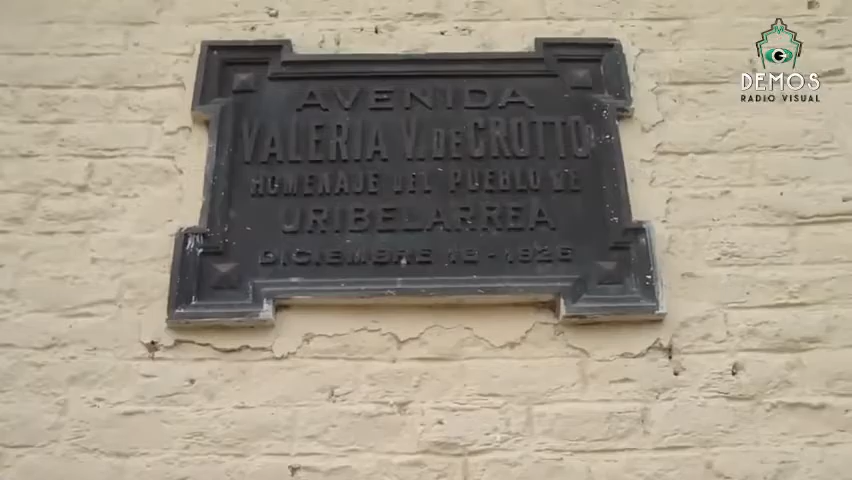 AVENIDA
VALERIA V. DE CROTTO
HOMENAJE DEL PUEBLO DE
URIBELARREA
DICIEMBRE 12 - 1926
DEMOS
RADIO VISUAL